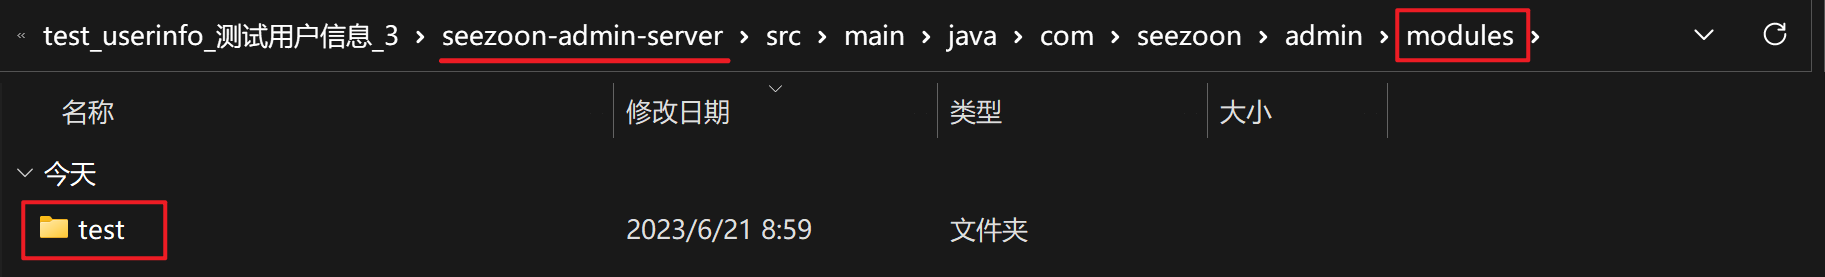 « test_userinfo_测试用户信息_3 › seezoon-admin-server › src › main › java › com › seezoon › admin › modules ›
名称 修改日期 类型 大小
今天
test 2023/6/21 8:59 文件夹